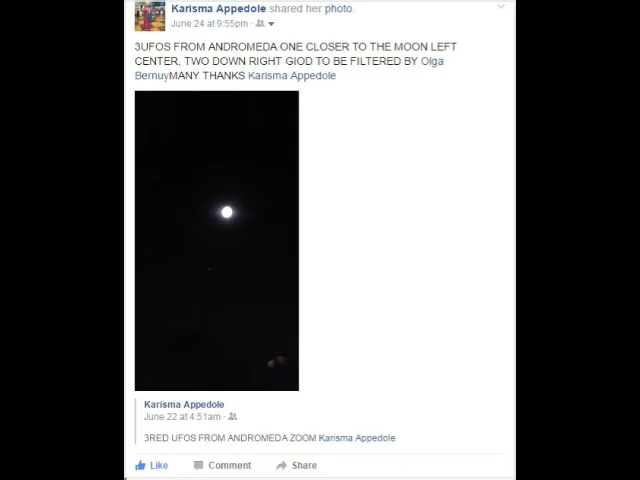 Karisma Appedole shared her photo.
June 24 at 9:55pm ·
3UFOS FROM ANDROMEDA ONE CLOSER TO THE MOON LEFT
CENTER, TWO DOWN RIGHT GIOD TO BE FILTERED BY Olga
BernuyMANY THANKS Karisma Appedole
Karisma Appedole
June 22 at 4:51am ·
3RED UFOS FROM ANDROMEDA ZOOM Karisma Appedole
Like Comment Share